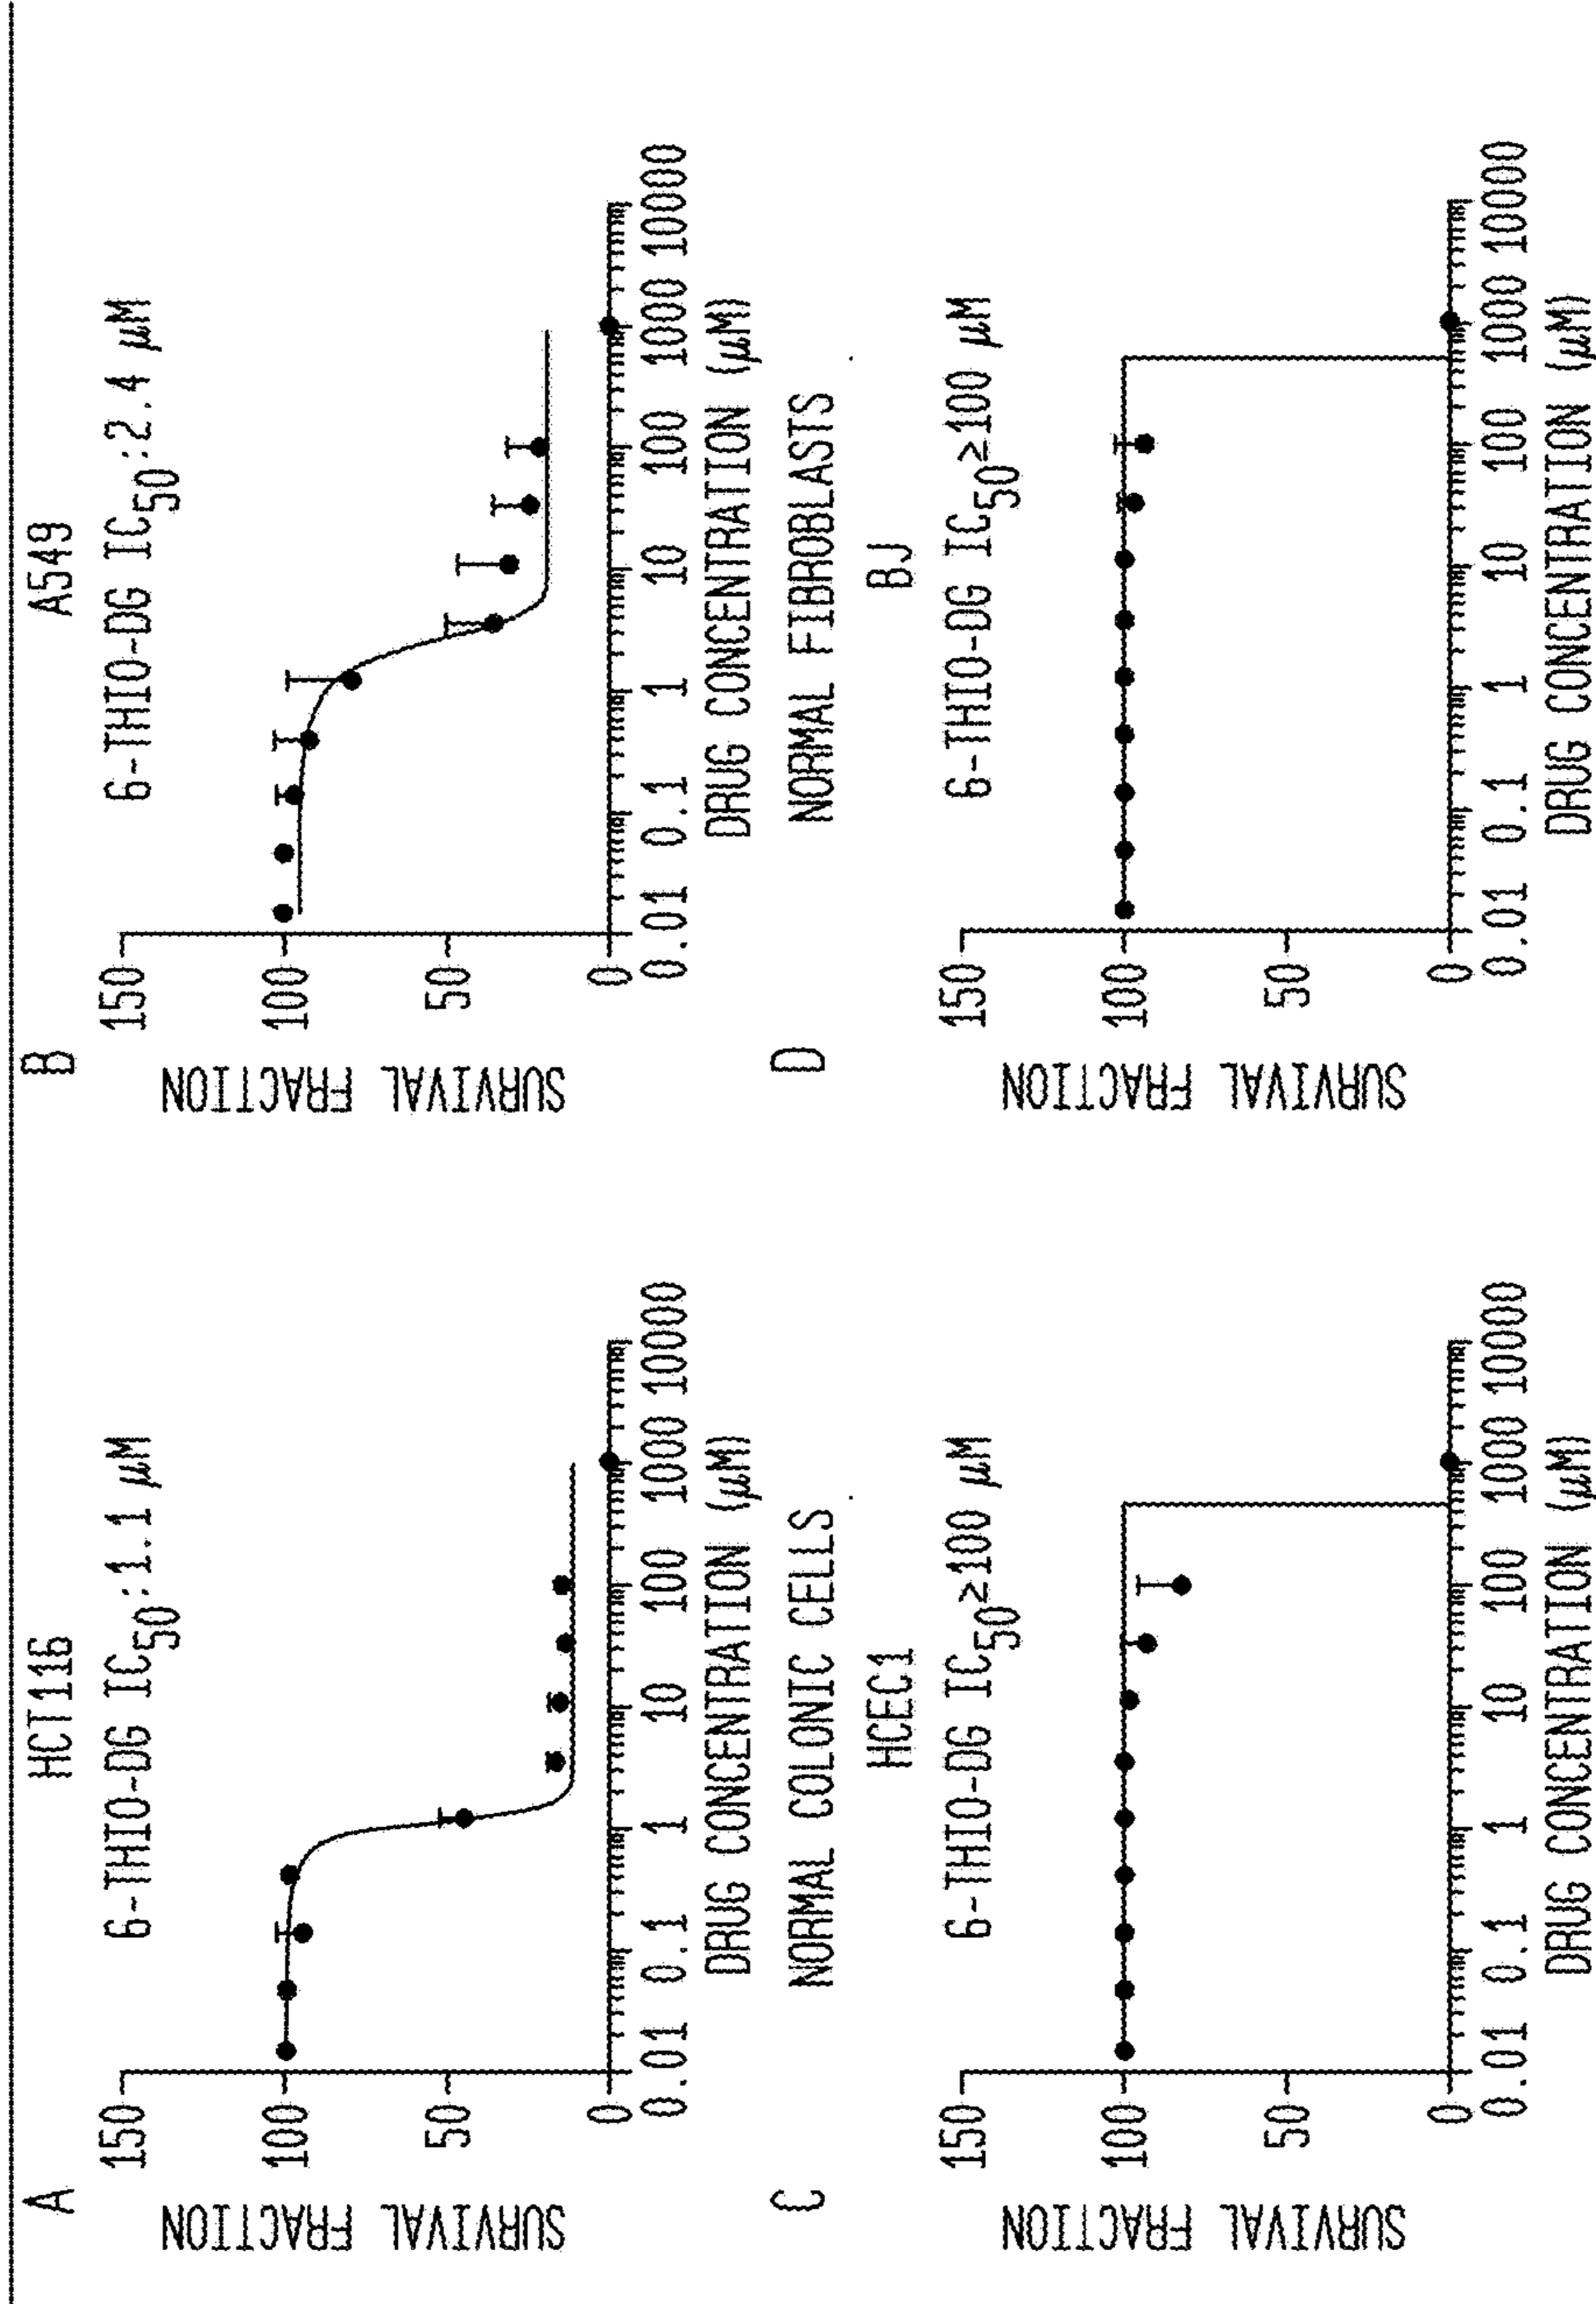 A
HCT116
6-THIO-DG IC50:1.1 µM
SURVIVAL FRACTION
150
100
50
0
0.01 0.1 1 10 100 1000 10000
DRUG CONCENTRATION (µM)
B
A549
6-THIO-DG IC50:2.4 µM
SURVIVAL FRACTION
150
100
50
0
0.01 0.1 1 10 100 1000 10000
DRUG CONCENTRATION (µM)
C
NORMAL COLONIC CELLS
HCEC1
6-THIO-DG IC50≥100 µM
SURVIVAL FRACTION
150
100
50
0
0.01 0.1 1 10 100 1000 10000
DRUG CONCENTRATION (µM)
D
NORMAL FIBROBLASTS
BJ
6-THIO-DG IC50≥100 µM
SURVIVAL FRACTION
150
100
50
0
0.01 0.1 1 10 100 1000 10000
DRUG CONCENTRATION (µM)